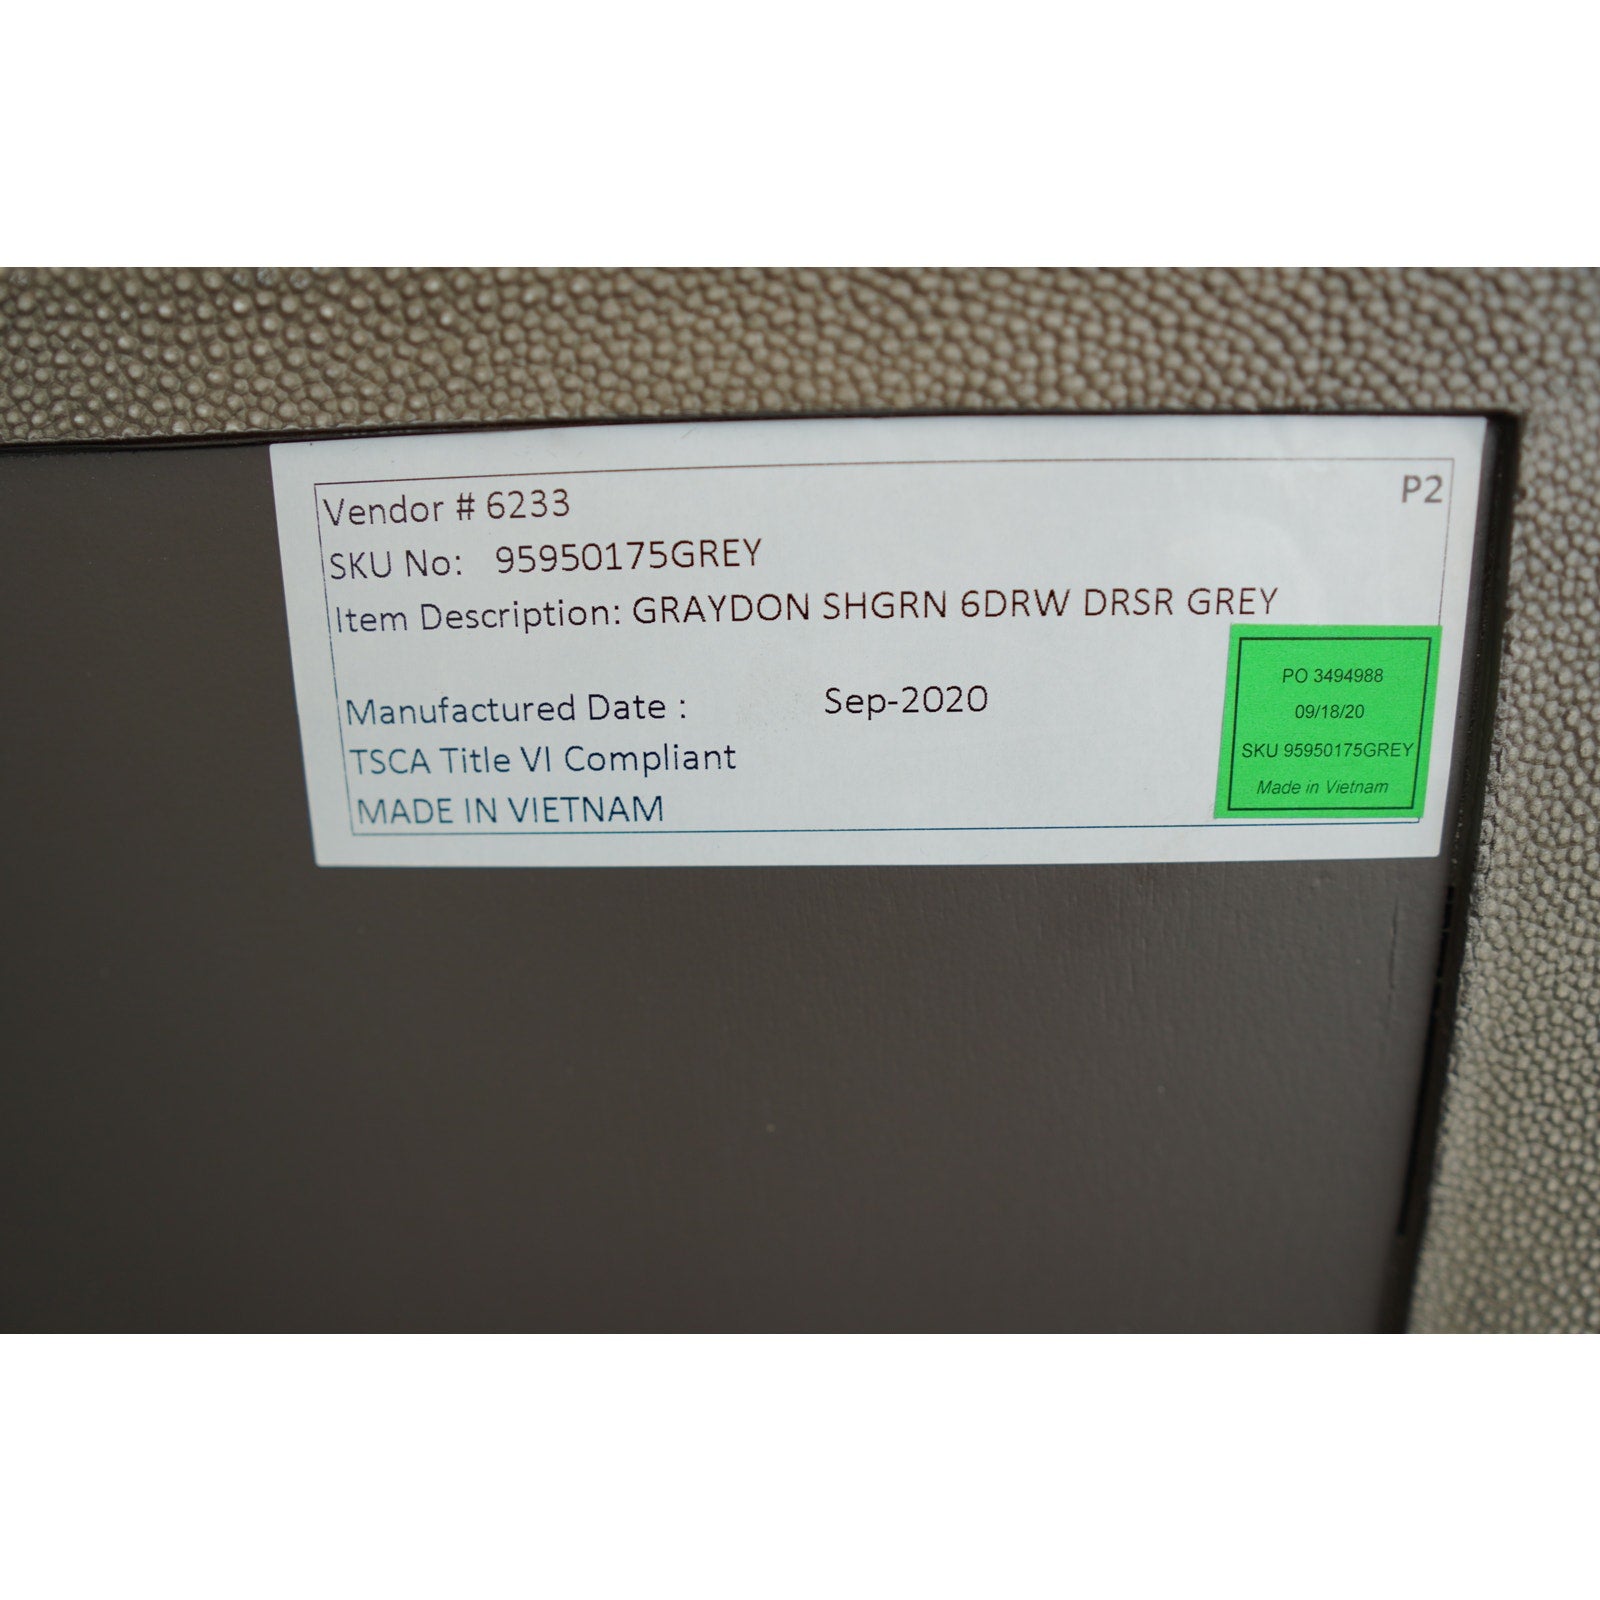 P2
Vendor # 6233
SKU No: 95950175GREY
Item Description: GRAYDON SHGRN 6DRW DRSR GREY
Manufactured Date : Sep-2020
TSCA Title VI Compliant
MADE IN VIETNAM
PO 3494988
09/18/20
SKU 95950175GREY
Made in Vietnam